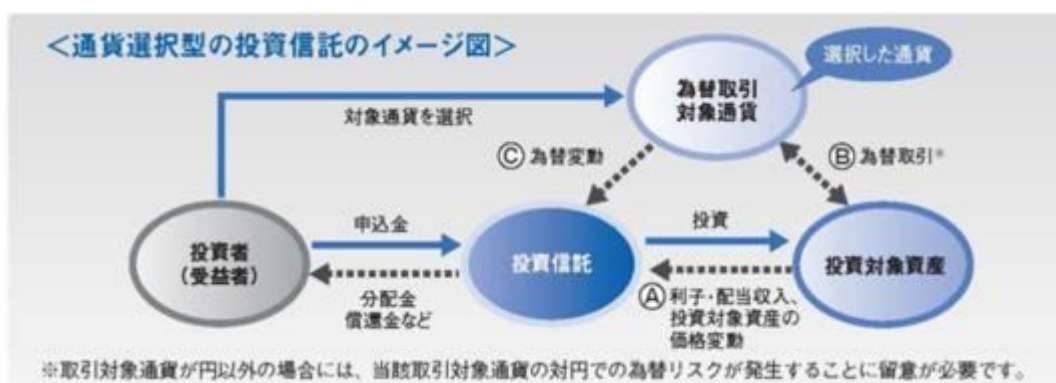 ＜通貨選択型の投資信託のイメージ図＞
選択した通貨
為替取引
対象通貨
対象通貨を選択
Ⓒ 為替変動
Ⓑ 為替取引※
申込金
投資
投資者
（受益者）
投資信託
投資対象資産
分配金
償還金など
Ⓐ 利子・配当収入、
投資対象資産の
価格変動
※取引対象通貨が円以外の場合には、当該取引対象通貨の対円での為替リスクが発生することに留意が必要です。